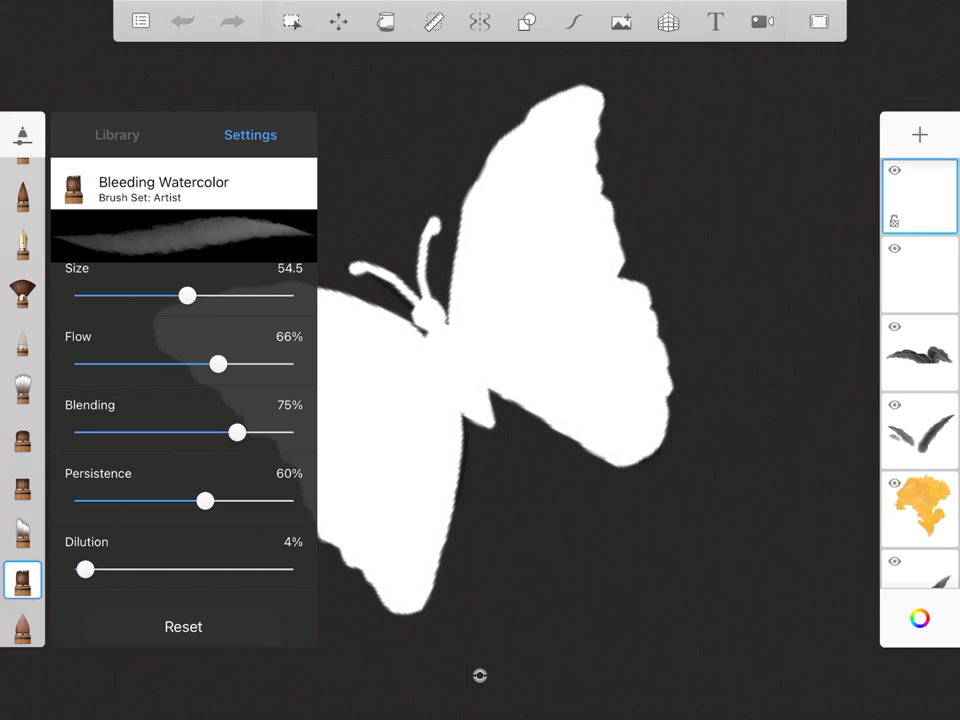 T
Library Settings
Bleeding Watercolor
Brush Set: Artist
Size 54.5
Flow 66%
Blending 75%
Persistence 60%
Dilution 4%
Reset